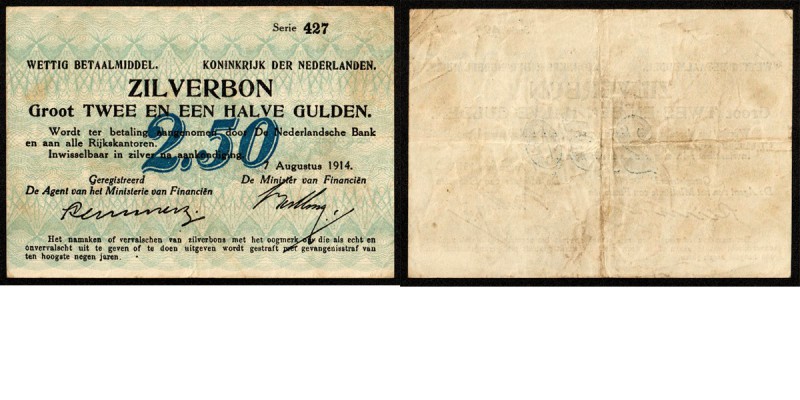 Serie 427
WETTIG BETAALMIDDEL. KONINKRIJK DER NEDERLANDEN.
ZILVERBON
Groot TWEE EN EEN HALVE GULDEN.
2.50
Wordt ter betaling aangenomen door De Nederlandsche Bank
en aan alle Rijkskantoren.
Inwisselbaar in zilver na aankondiging.
7 Augustus 1914.
Geregistreerd De Minister van Financiën
De Agent van het Ministerie van Financiën
Het namaken of vervalschen van zilverbons met het oogmerk om die als echt en
onvervalscht uit te geven of te doen uitgeven wordt gestraft met gevangenisstraf van
ten hoogste negen jaren.